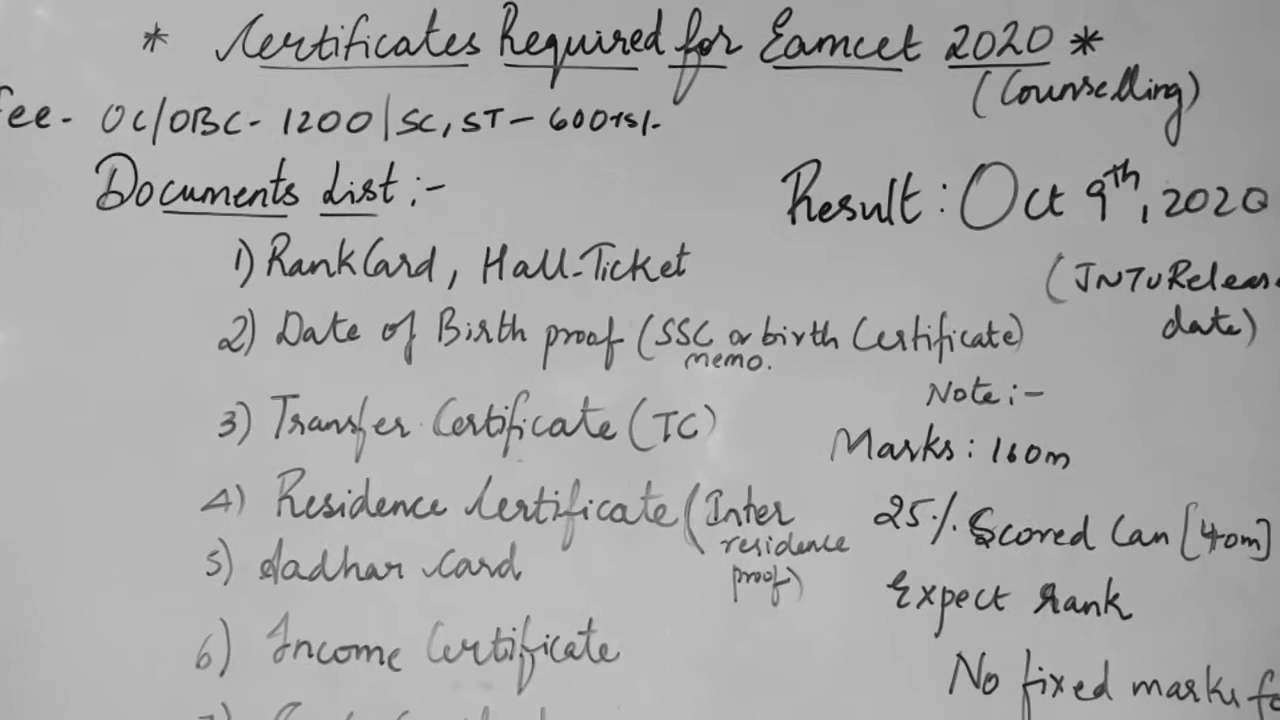 * Certificates Required for Eamcet 2020 *
(Counselling)
Fee - OC/OBC - 1200 | SC, ST - 600rs/-
Documents List :-
Result : Oct 9th, 2020
(JNTU Release
date)
1) Rank Card, Hall-Ticket
2) Date of Birth proof (SSC or birth Certificate)
memo.
3) Transfer Certificate (TC)
4) Residence Certificate (Inter
residence
proof)
5) Aadhar Card
6) Income Certificate
Note :-
Marks : 160m
25% Scored Can [40m]
Expect rank
No fixed marks